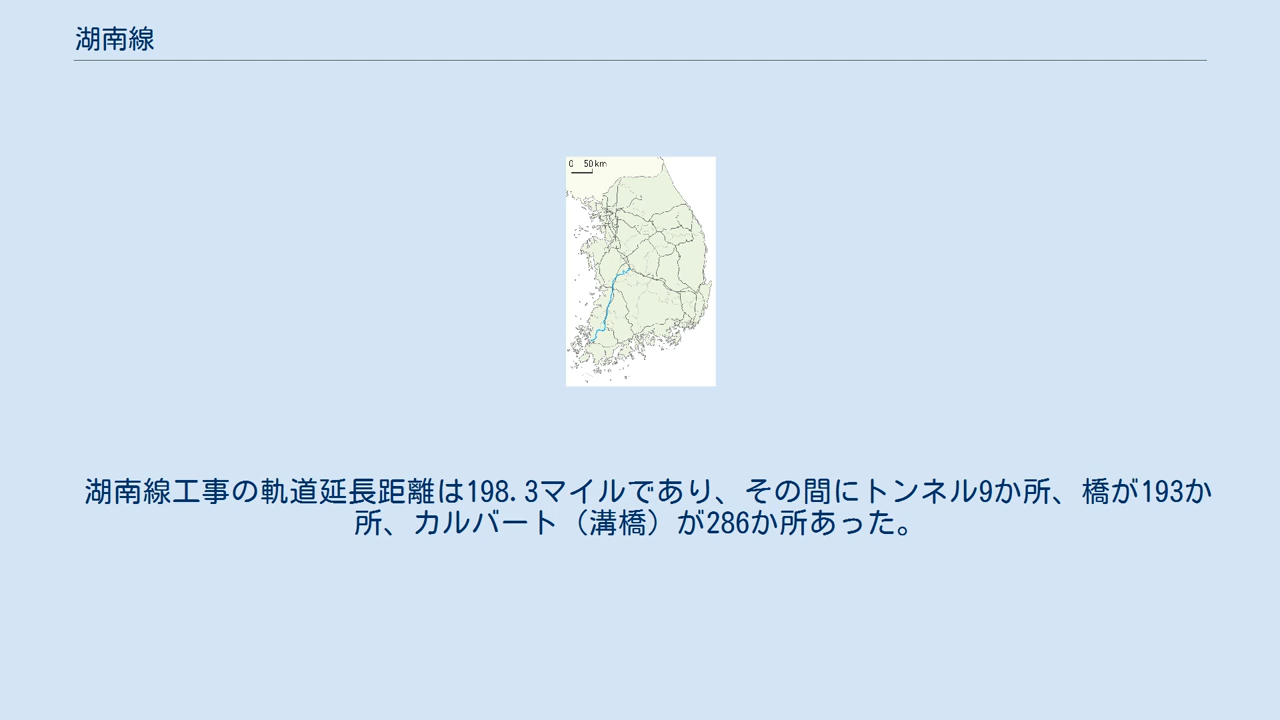 湖南線
0 50km
湖南線工事の軌道延長距離は198.3マイルであり、その間にトンネル9か所、橋が193か
所、カルバート（溝橋）が286か所あった。